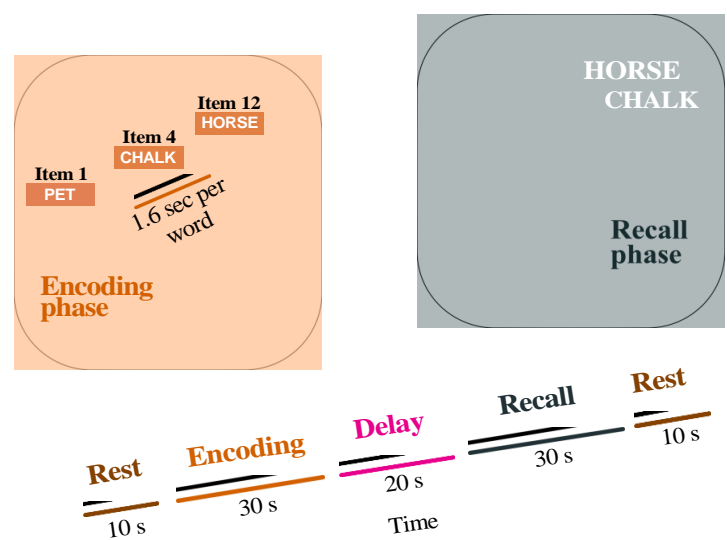 Item 1
PET
Item 4
CHALK
Item 12
HORSE
1.6 sec per
word
Encoding
phase
HORSE
CHALK
Recall
phase
Rest
10 s
Encoding
30 s
Delay
20 s
Recall
30 s
Rest
10 s
Time